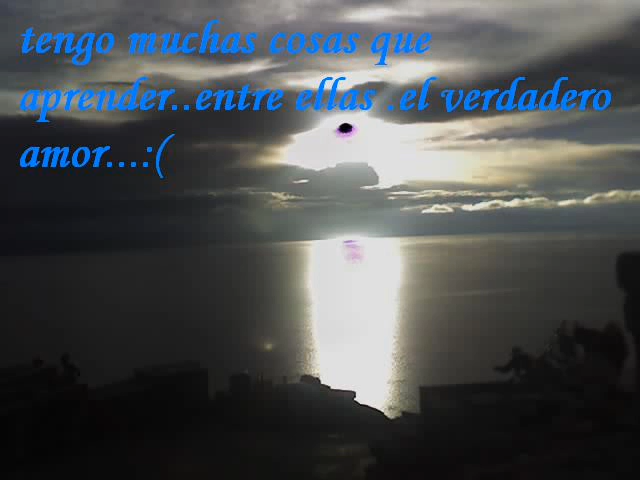 tengo muchas cosas que
aprender..entre ellas .el verdadero
amor...:(